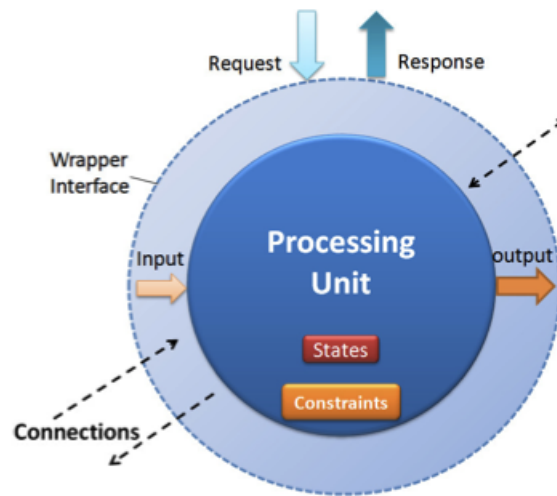 Request
Response
Wrapper
Interface
Processing
Unit
Input
output
States
Constraints
Connections